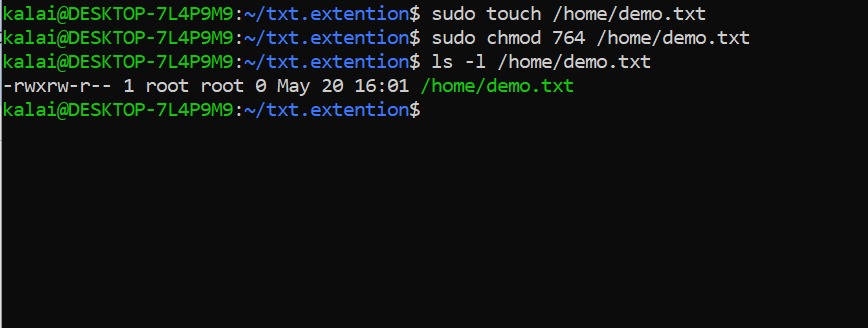 kalai@DESKTOP-7L4P9M9:~/txt.extention$ sudo touch /home/demo.txt
kalai@DESKTOP-7L4P9M9:~/txt.extention$ sudo chmod 764 /home/demo.txt
kalai@DESKTOP-7L4P9M9:~/txt.extention$ ls -l /home/demo.txt
-rwxrw-r-- 1 root root 0 May 20 16:01 /home/demo.txt
kalai@DESKTOP-7L4P9M9:~/txt.extention$